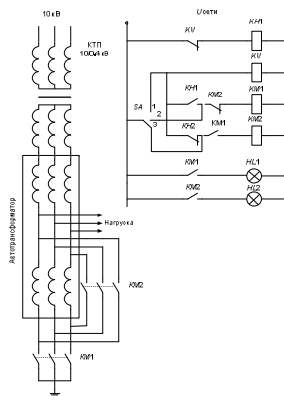 10 кВ
Uсети
KV
KH1
КТП
10/0,4 кВ
KV
KH1
KM2
KM1
SA
1
2
3
KH2
KM1
KM2
Автотрансформатор
KM1
HL1
KM2
HL2
Нагрузка
KM2
KM1